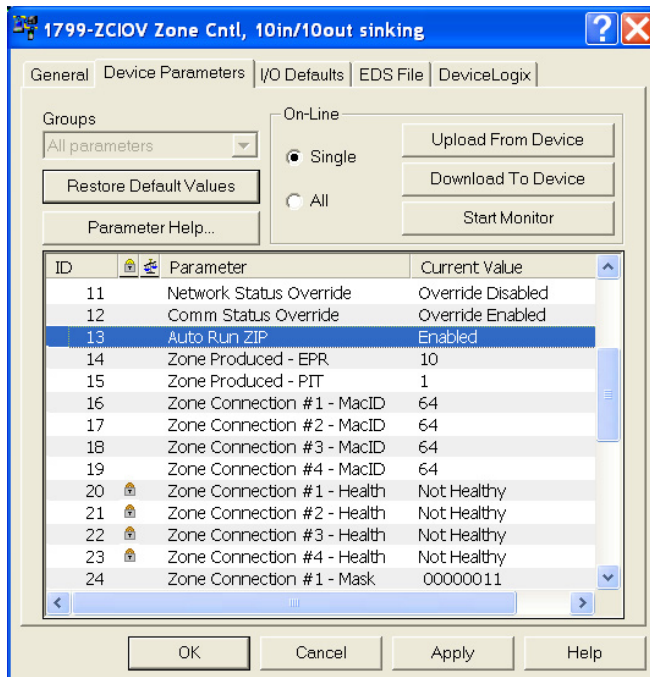 1799-ZCIOV Zone Cntl, 10in/10out sinking
General Device Parameters I/O Defaults EDS File DeviceLogix
Groups
All parameters
Restore Default Values
Parameter Help...
On-Line
Single
All
Upload From Device
Download To Device
Start Monitor
ID Parameter Current Value
11 Network Status Override Override Disabled
12 Comm Status Override Override Enabled
13 Auto Run ZIP Enabled
14 Zone Produced - EPR 10
15 Zone Produced - PIT 1
16 Zone Connection #1 - MacID 64
17 Zone Connection #2 - MacID 64
18 Zone Connection #3 - MacID 64
19 Zone Connection #4 - MacID 64
20 Zone Connection #1 - Health Not Healthy
21 Zone Connection #2 - Health Not Healthy
22 Zone Connection #3 - Health Not Healthy
23 Zone Connection #4 - Health Not Healthy
24 Zone Connection #1 - Mask 00000011
OK Cancel Apply Help